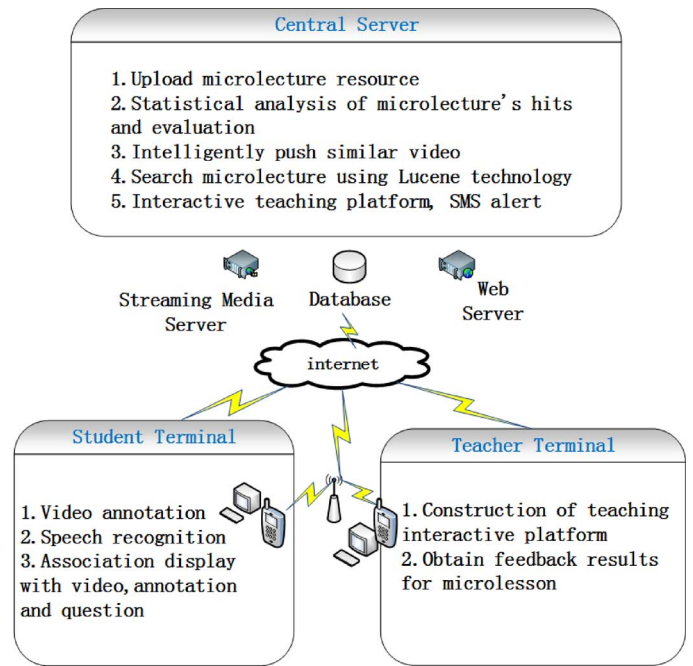 Central Server
1.Upload microlecture resource
2.Statistical analysis of microlecture's hits
and evaluation
3.Intelligently push similar video
4.Search microlecture using Lucene technology
5.Interactive teaching platform, SMS alert
Streaming Media
Server
Database
Web
Server
internet
Student Terminal
1.Video annotation
2.Speech recognition
3.Association display
with video,annotation
and question
Teacher Terminal
1.Construction of teaching
interactive platform
2.Obtain feedback results
for microlesson